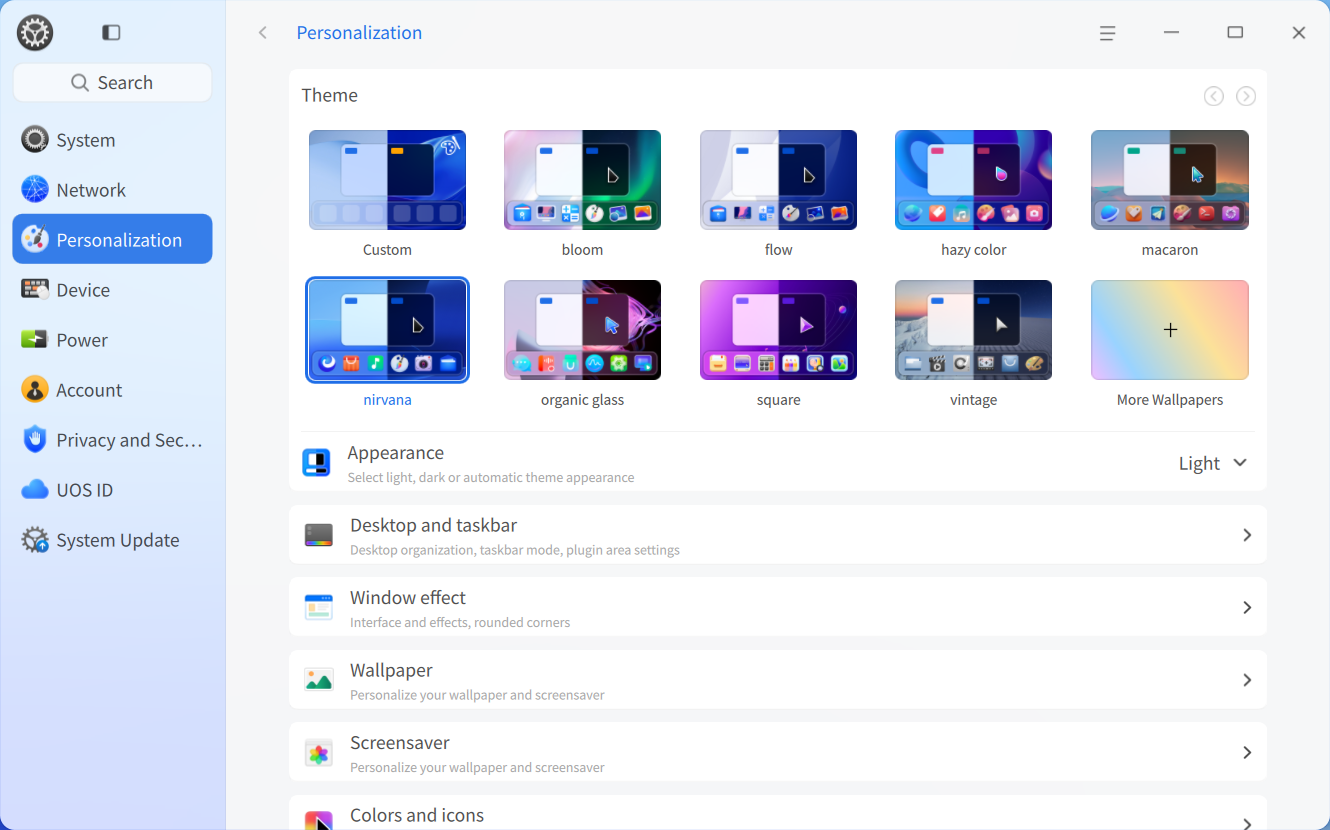 Personalization
Search
System
Network
Personalization
Device
Power
Account
Privacy and Sec...
UOS ID
System Update
Theme
Custom
bloom
flow
hazy color
macaron
nirvana
organic glass
square
vintage
More Wallpapers
Appearance
Select light, dark or automatic theme appearance
Light
Desktop and taskbar
Desktop organization, taskbar mode, plugin area settings
Window effect
Interface and effects, rounded corners
Wallpaper
Personalize your wallpaper and screensaver
Screensaver
Personalize your wallpaper and screensaver
Colors and icons